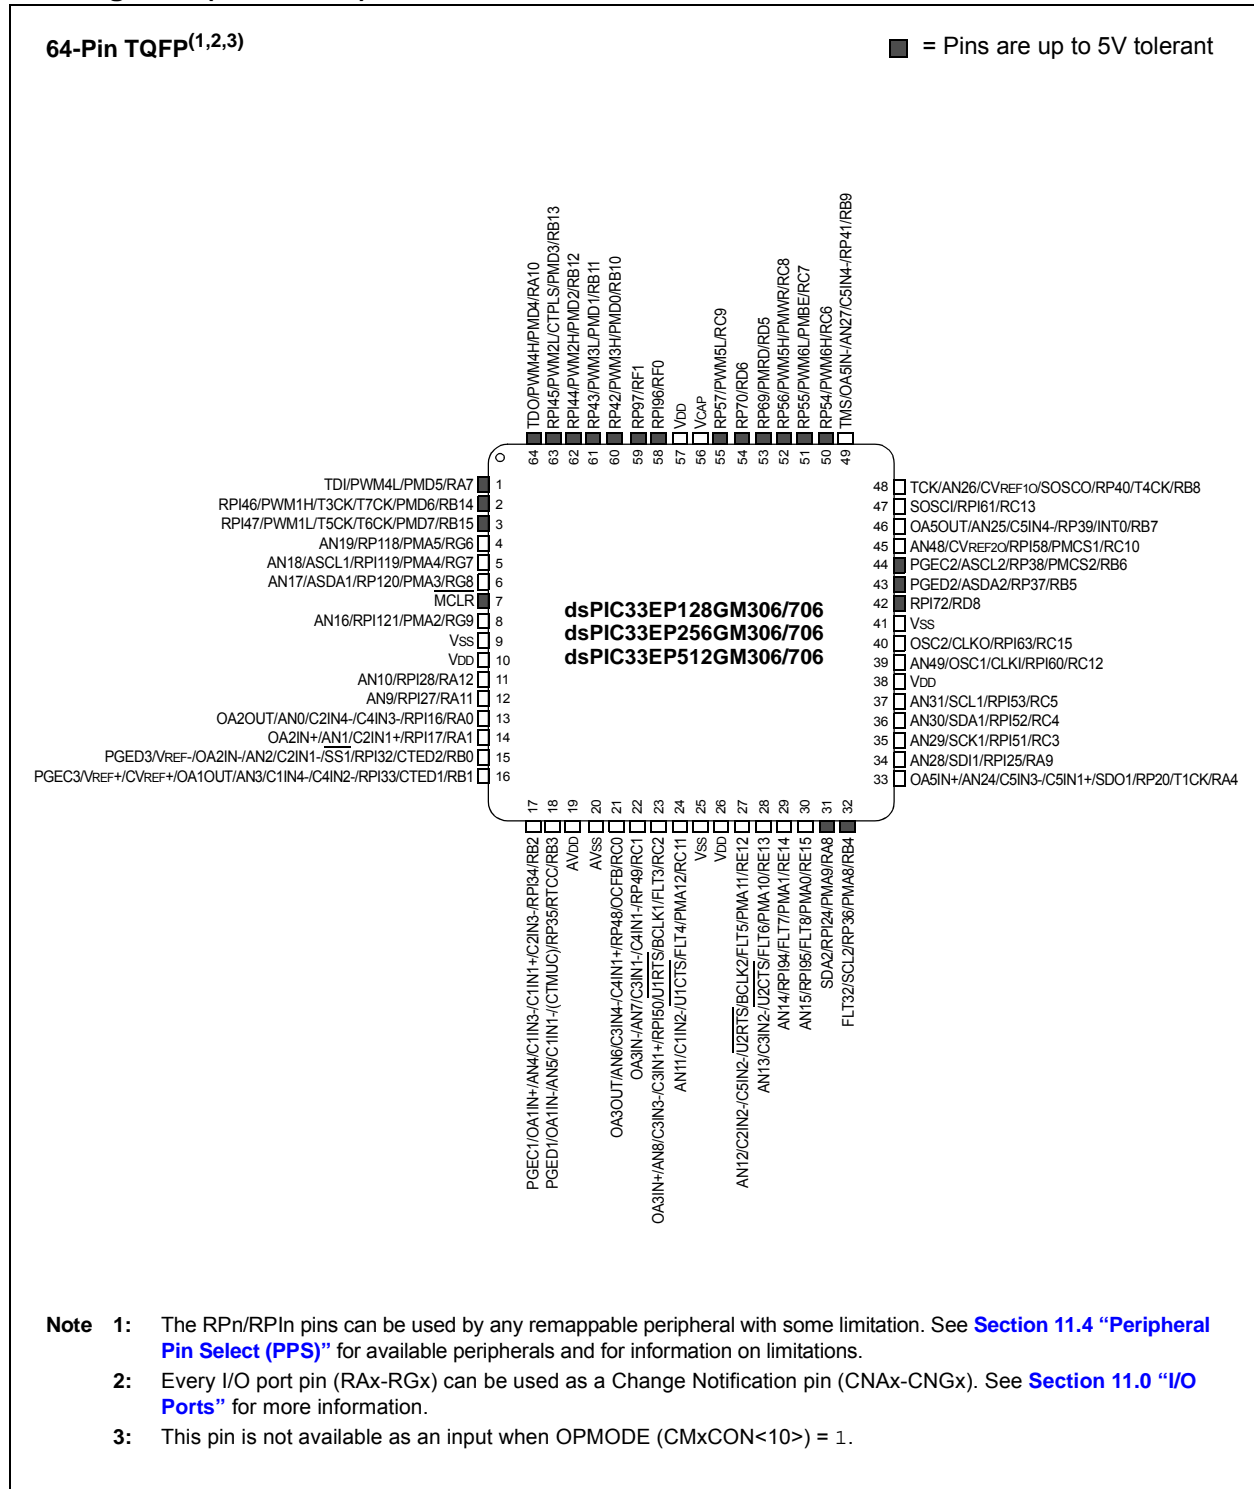 64-Pin TQFP(1,2,3)
= Pins are up to 5V tolerant
64 TDO/PWM4H/PMD4/RA10
63 RPI45/PWM2L/CTPLS/PMD3/RB13
62 RPI44/PWM2H/PMD2/RB12
61 RP43/PWM3L/PMD1/RB11
60 RP42/PWM3H/PMD0/RB10
59 RP97/RF1
58 RPI96/RF0
57 VDD
56 VCAP
55 RP57/PWM5L/RC9
54 RP70/RD6
53 RP69/PMRD/RD5
52 RP56/PWM5H/PMWR/RC8
51 RP55/PWM6L/PMBE/RC7
50 RP54/PWM6H/RC6
49 TMS/OA5IN-/AN27/C5IN4-/RP41/RB9
TDI/PWM4L/PMD5/RA7 1
RPI46/PWM1H/T3CK/T7CK/PMD6/RB14 2
RPI47/PWM1L/T5CK/T6CK/PMD7/RB15 3
AN19/RP118/PMA5/RG6 4
AN18/ASCL1/RPI119/PMA4/RG7 5
AN17/ASDA1/RP120/PMA3/RG8 6
MCLR 7
AN16/RPI121/PMA2/RG9 8
VSS 9
VDD 10
AN10/RPI28/RA12 11
AN9/RPI27/RA11 12
OA2OUT/AN0/C2IN4-/C4IN3-/RPI16/RA0 13
OA2IN+/AN1/C2IN1+/RPI17/RA1 14
PGED3/VREF-/OA2IN-/AN2/C2IN1-/SS1/RPI32/CTED2/RB0 15
PGEC3/VREF+/CVREF+/OA1OUT/AN3/C1IN4-/C4IN2-/RPI33/CTED1/RB1 16
dsPIC33EP128GM306/706
dsPIC33EP256GM306/706
dsPIC33EP512GM306/706
48 TCK/AN26/CVREF1O/SOSCO/RP40/T4CK/RB8
47 SOSCI/RPI61/RC13
46 OA5OUT/AN25/C5IN4-/RP39/INT0/RB7
45 AN48/CVREF2O/RPI58/PMCS1/RC10
44 PGEC2/ASCL2/RP38/PMCS2/RB6
43 PGED2/ASDA2/RP37/RB5
42 RPI72/RD8
41 VSS
40 OSC2/CLKO/RPI63/RC15
39 AN49/OSC1/CLKI/RPI60/RC12
38 VDD
37 AN31/SCL1/RPI53/RC5
36 AN30/SDA1/RPI52/RC4
35 AN29/SCK1/RPI51/RC3
34 AN28/SDI1/RPI25/RA9
33 OA5IN+/AN24/C5IN3-/C5IN1+/SDO1/RP20/T1CK/RA4
17 PGEC1/OA1IN+/AN4/C1IN3-/C1IN1+/C2IN3-/RPI34/RB2
18 PGED1/OA1IN-/AN5/C1IN1-/(CTMUC)/RP35/RTCC/RB3
19 AVDD
20 AVSS
21 OA3OUT/AN6/C3IN4-/C4IN1+/RP48/OCFB/RC0
22 OA3IN-/AN7/C3IN1-/C4IN1-/RP49/RC1
23 OA3IN+/AN8/C3IN3-/C3IN1+/RPI50/U1RTS/BCLK1/FLT3/RC2
24 AN11/C1IN2-/U1CTS/FLT4/PMA12/RC11
25 VSS
26 VDD
27 AN12/C2IN2-/C5IN2-/U2RTS/BCLK2/FLT5/PMA11/RE12
28 AN13/C3IN2-/U2CTS/FLT6/PMA10/RE13
29 AN14/RPI94/FLT7/PMA1/RE14
30 AN15/RPI95/FLT8/PMA0/RE15
31 SDA2/RPI24/PMA9/RA8
32 FLT32/SCL2/RP36/PMA8/RB4
Note 1: The RPn/RPIn pins can be used by any remappable peripheral with some limitation. See Section 11.4 “Peripheral
Pin Select (PPS)” for available peripherals and for information on limitations.
2: Every I/O port pin (RAx-RGx) can be used as a Change Notification pin (CNAx-CNGx). See Section 11.0 “I/O
Ports” for more information.
3: This pin is not available as an input when OPMODE (CMxCON<10>) = 1.